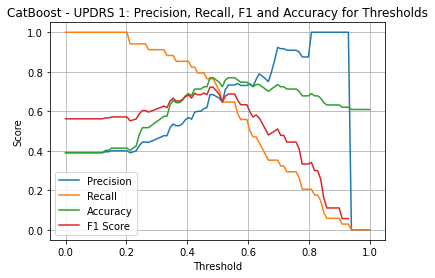 CatBoost - UPDRS 1: Precision, Recall, F1 and Accuracy for Thresholds
1.0
0.8
0.6
0.4
0.2
0.0
Score
Precision
Recall
Accuracy
F1 Score
0.0 0.2 0.4 0.6 0.8 1.0
Threshold